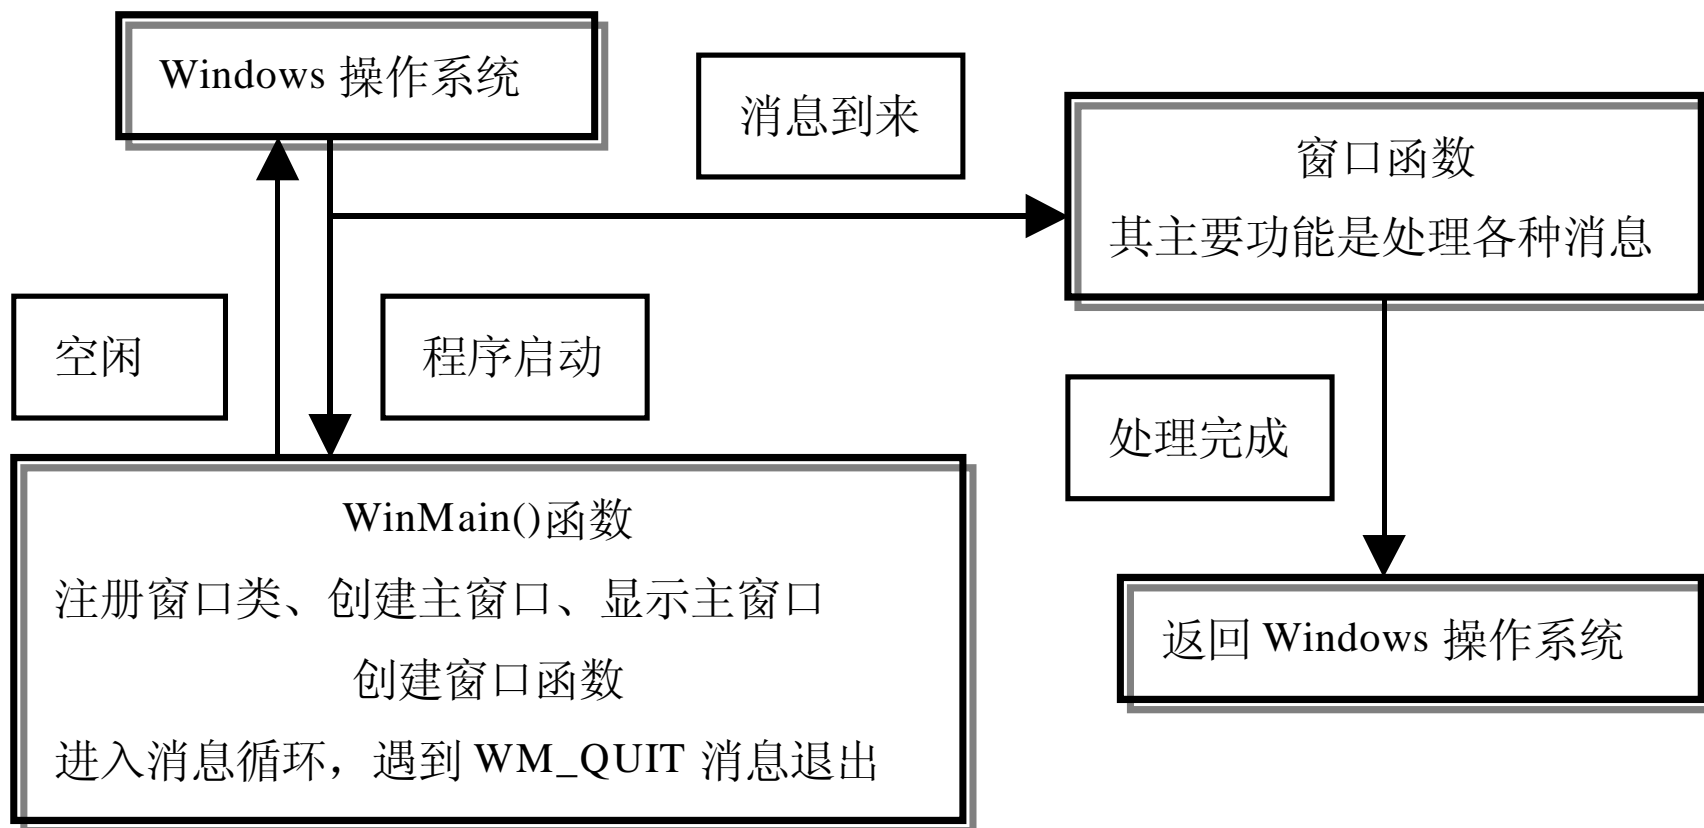 Windows 操作系统
消息到来
窗口函数
其主要功能是处理各种消息
空闲
程序启动
处理完成
WinMain()函数
注册窗口类、创建主窗口、显示主窗口
创建窗口函数
进入消息循环，遇到 WM_QUIT 消息退出
返回 Windows 操作系统